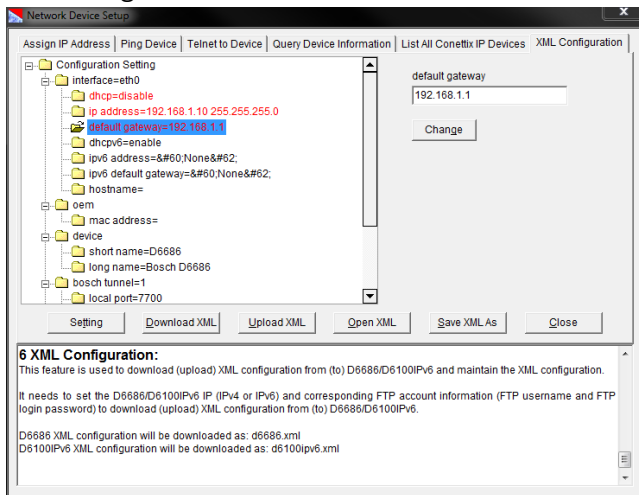 Network Device Setup
x
Assign IP Address
Ping Device
Telnet to Device
Query Device Information
List All Conettix IP Devices
XML Configuration
Configuration Setting
interface=eth0
dhcp=disable
ip address=192.168.1.10 255.255.255.0
default gateway=192.168.1.1
dhcpv6=enable
ipv6 address=&#60;None&#62;
ipv6 default gateway=&#60;None&#62;
hostname=
oem
mac address=
device
short name=D6686
long name=Bosch D6686
bosch tunnel=1
local port=7700
default gateway
192.168.1.1
Change
Setting
Download XML
Upload XML
Open XML
Save XML As
Close
6 XML Configuration:
This feature is used to download (upload) XML configuration from (to) D6686/D6100IPv6 and maintain the XML configuration.
It needs to set the D6686/D6100IPv6 IP (IPv4 or IPv6) and corresponding FTP account information (FTP username and FTP
login password) to download (upload) XML configuration from (to) D6686/D6100IPv6.
D6686 XML configuration will be downloaded as: d6686.xml
D6100IPv6 XML configuration will be downloaded as: d6100ipv6.xml